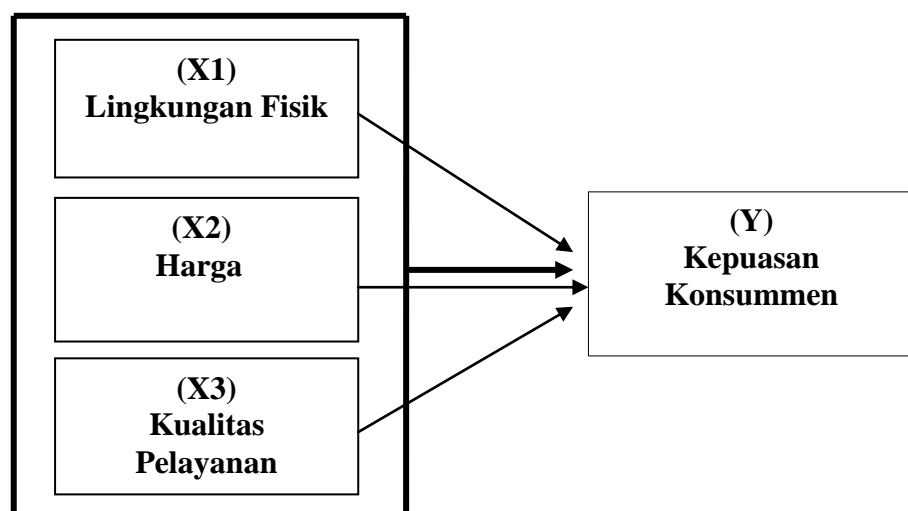 (X1)
Lingkungan Fisik
(X2)
Harga
(X3)
Kualitas
Pelayanan
(Y)
Kepuasan
Konsummen